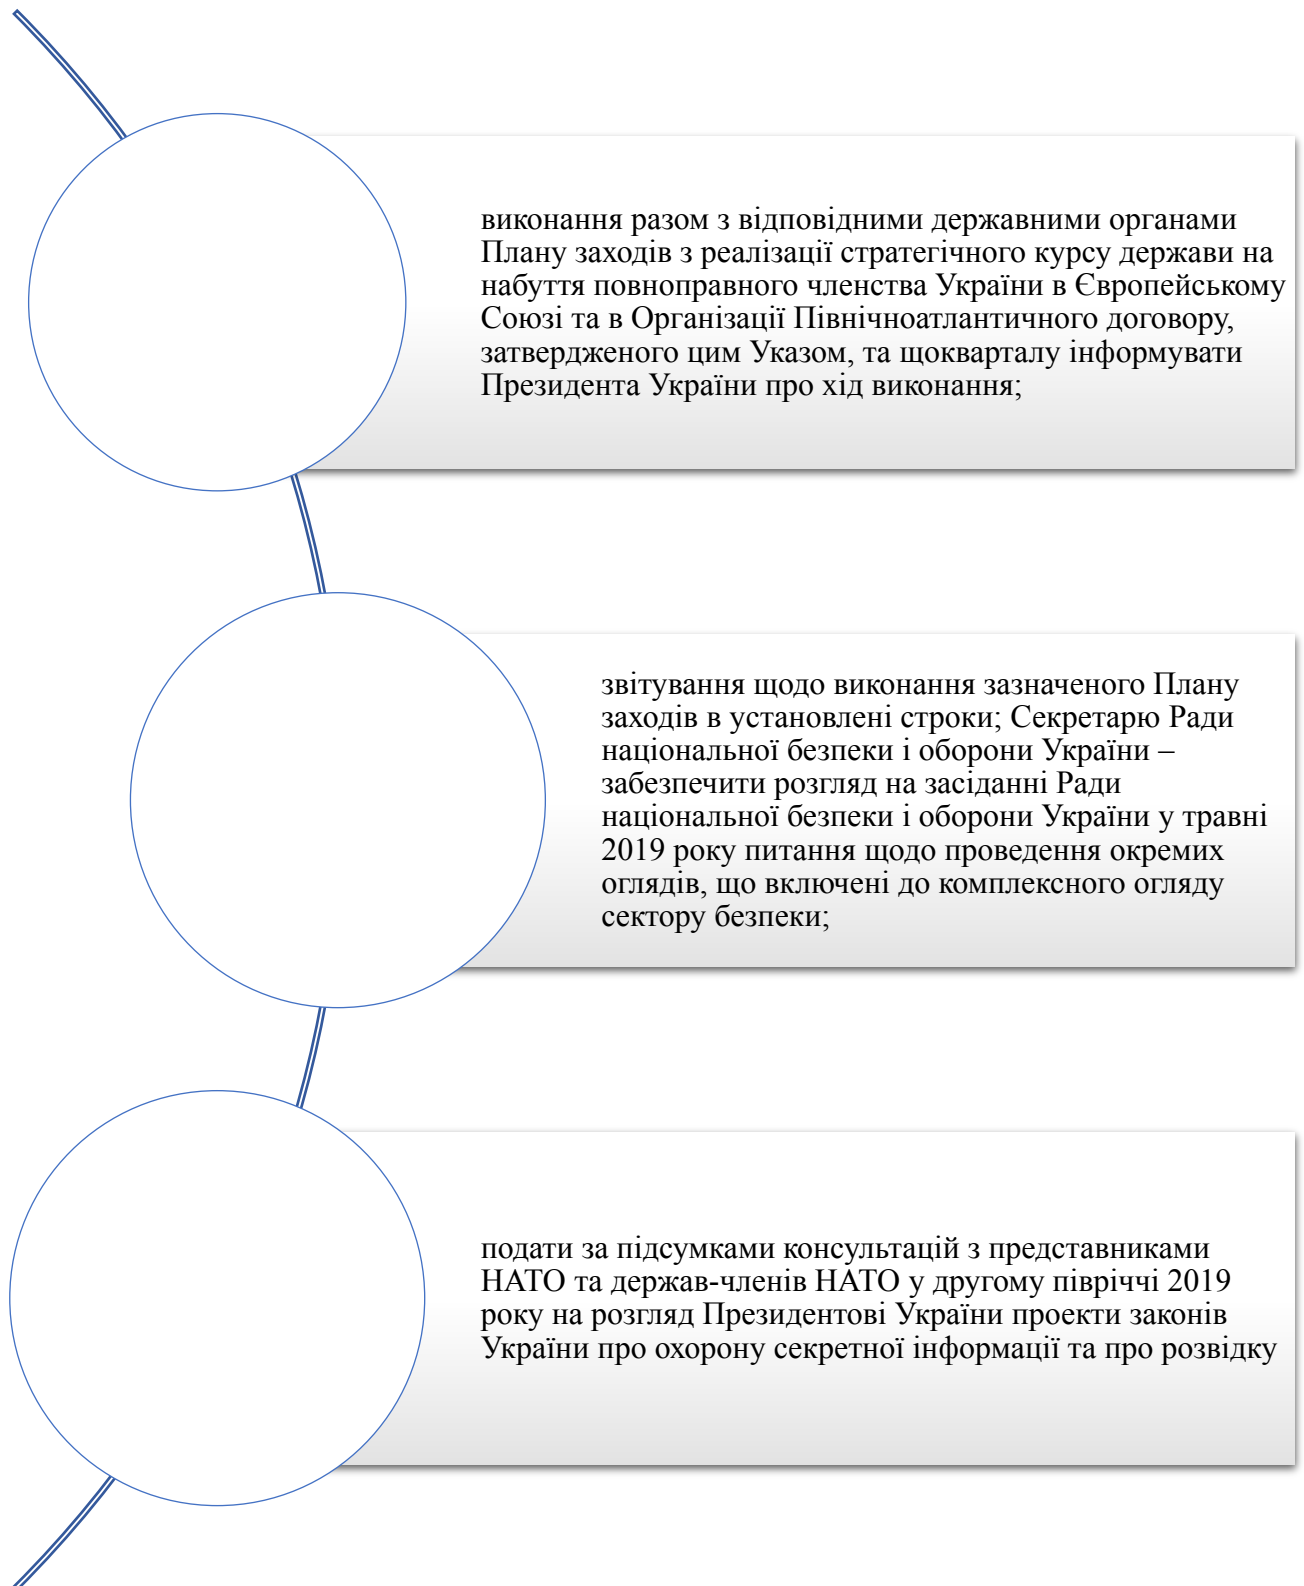 виконання разом з відповідними державними органами
Плану заходів з реалізації стратегічного курсу держави на
набуття повноправного членства України в Європейському
Союзі та в Організації Північноатлантичного договору,
затвердженого цим Указом, та щокварталу інформувати
Президента України про хід виконання;
звітування щодо виконання зазначеного Плану
заходів в установлені строки; Секретарю Ради
національної безпеки і оборони України –
забезпечити розгляд на засіданні Ради
національної безпеки і оборони України у травні
2019 року питання щодо проведення окремих
оглядів, що включені до комплексного огляду
сектору безпеки;
подати за підсумками консультацій з представниками
НАТО та держав-членів НАТО у другому півріччі 2019
року на розгляд Президентові України проекти законів
України про охорону секретної інформації та про розвідку